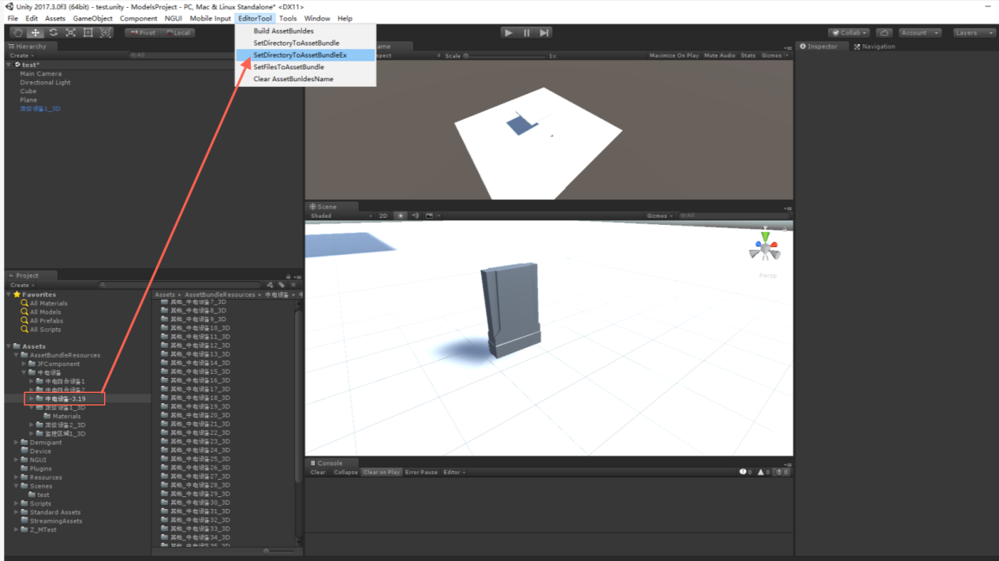 Unity 2017.3.0f3 (64bit) - test.unity - ModelsProject - PC, Mac & Linux Standalone* <DX11>
File Edit Assets GameObject Component NGUI Mobile Input EditorTool Tools Window Help
Pivot Local
Collab Account Layers
Build AssetBunldes
SetDirectoryToAssetBundle
SetDirectoryToAssetBundleEx
SetFilesToAssetBundle
Clear AssetBunldesName
Hierarchy
Create All
test*
Main Camera
Directional Light
Cube
Plane
定位设备1_3D
ame
spect Scale 1x Maximize On Play Mute Audio Stats Gizmos
Inspector Navigation
Scene
Shaded 2D Gizmos All
y
Persp
Project
Create
Favorites
All Materials
All Models
All Prefabs
All Scripts
Assets
AssetBundleResources
JFComponent
中电设备
中电四会设备1
中电四会设备2
中电设备-3.19
定位设备1_3D
Materials
定位设备2_3D
监控区域1_3D
Demigiant
Device
NGUI
Plugins
Resources
Scenes
test
Scripts
Standard Assets
StreamingAssets
Z_MTest
Assets AssetBundleResources 中电设备
其他_中电设备7_3D
其他_中电设备8_3D
其他_中电设备9_3D
其他_中电设备10_3D
其他_中电设备11_3D
其他_中电设备12_3D
其他_中电设备13_3D
其他_中电设备14_3D
其他_中电设备15_3D
其他_中电设备16_3D
其他_中电设备17_3D
其他_中电设备18_3D
其他_中电设备19_3D
其他_中电设备20_3D
其他_中电设备21_3D
其他_中电设备22_3D
其他_中电设备23_3D
其他_中电设备24_3D
其他_中电设备25_3D
其他_中电设备26_3D
其他_中电设备27_3D
其他_中电设备28_3D
其他_中电设备29_3D
其他_中电设备30_3D
其他_中电设备31_3D
其他_中电设备32_3D
其他_中电设备33_3D
其他_中电设备34_3D
其他_中电设备35_3D
Console
Clear Collapse Clear on Play Error Pause Editor 0 0 0